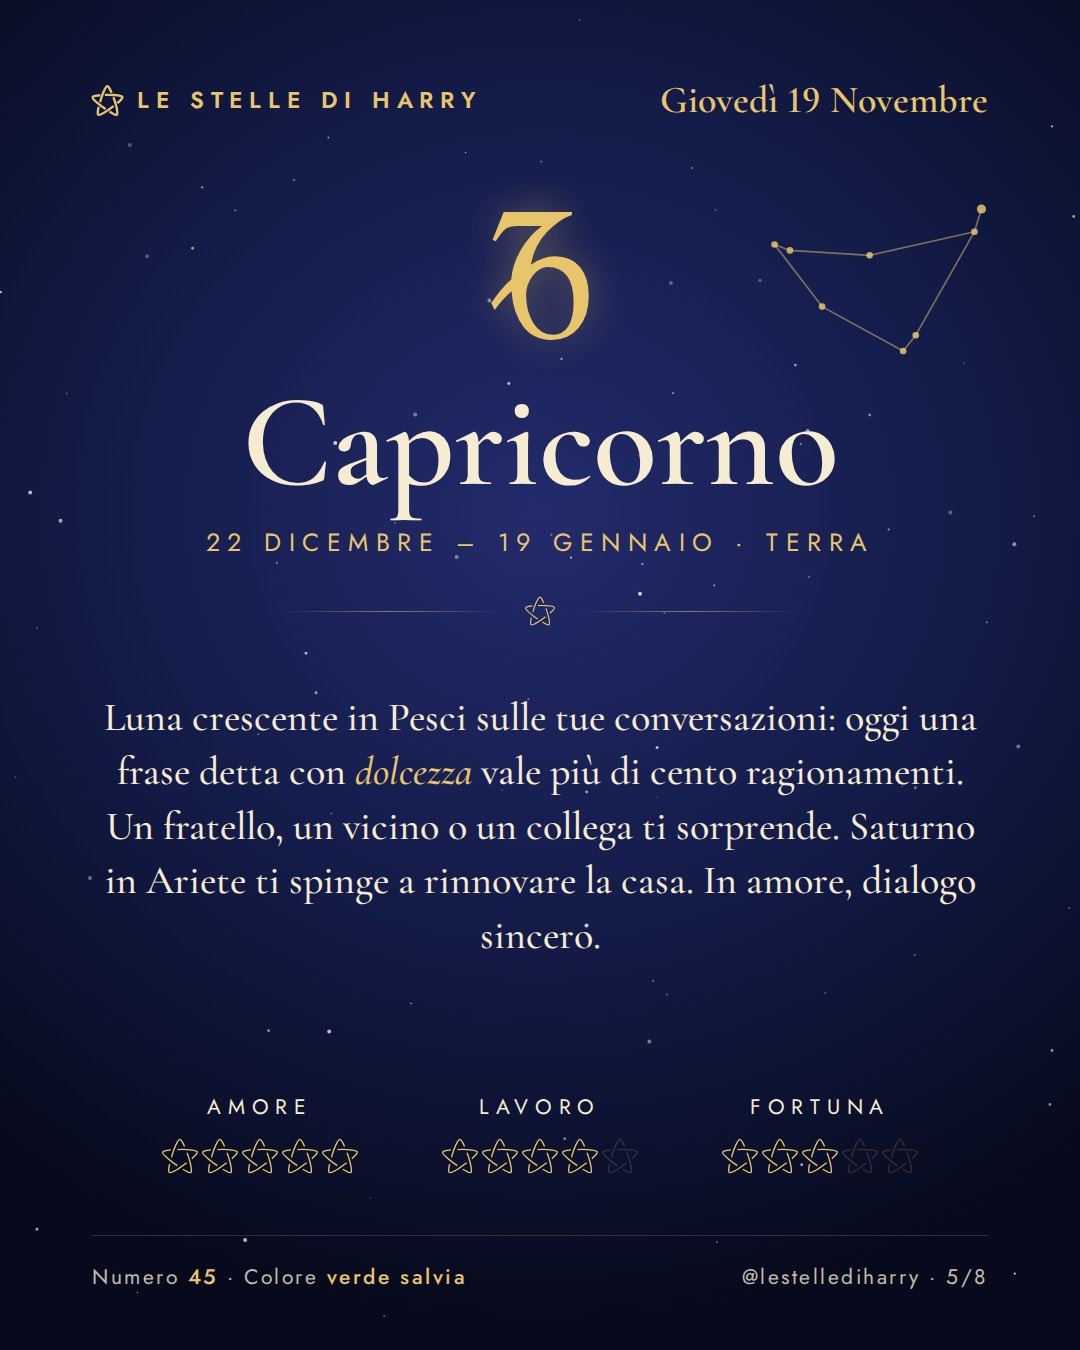 LE STELLE DI HARRY
Giovedì 19 Novembre
♑
Capricorno
22 DICEMBRE – 19 GENNAIO · TERRA
Luna crescente in Pesci sulle tue conversazioni: oggi una
frase detta con dolcezza vale più di cento ragionamenti.
Un fratello, un vicino o un collega ti sorprende. Saturno
in Ariete ti spinge a rinnovare la casa. In amore, dialogo
sincero.
AMORE
LAVORO
FORTUNA
Numero 45 · Colore verde salvia
@lestellediharry · 5/8